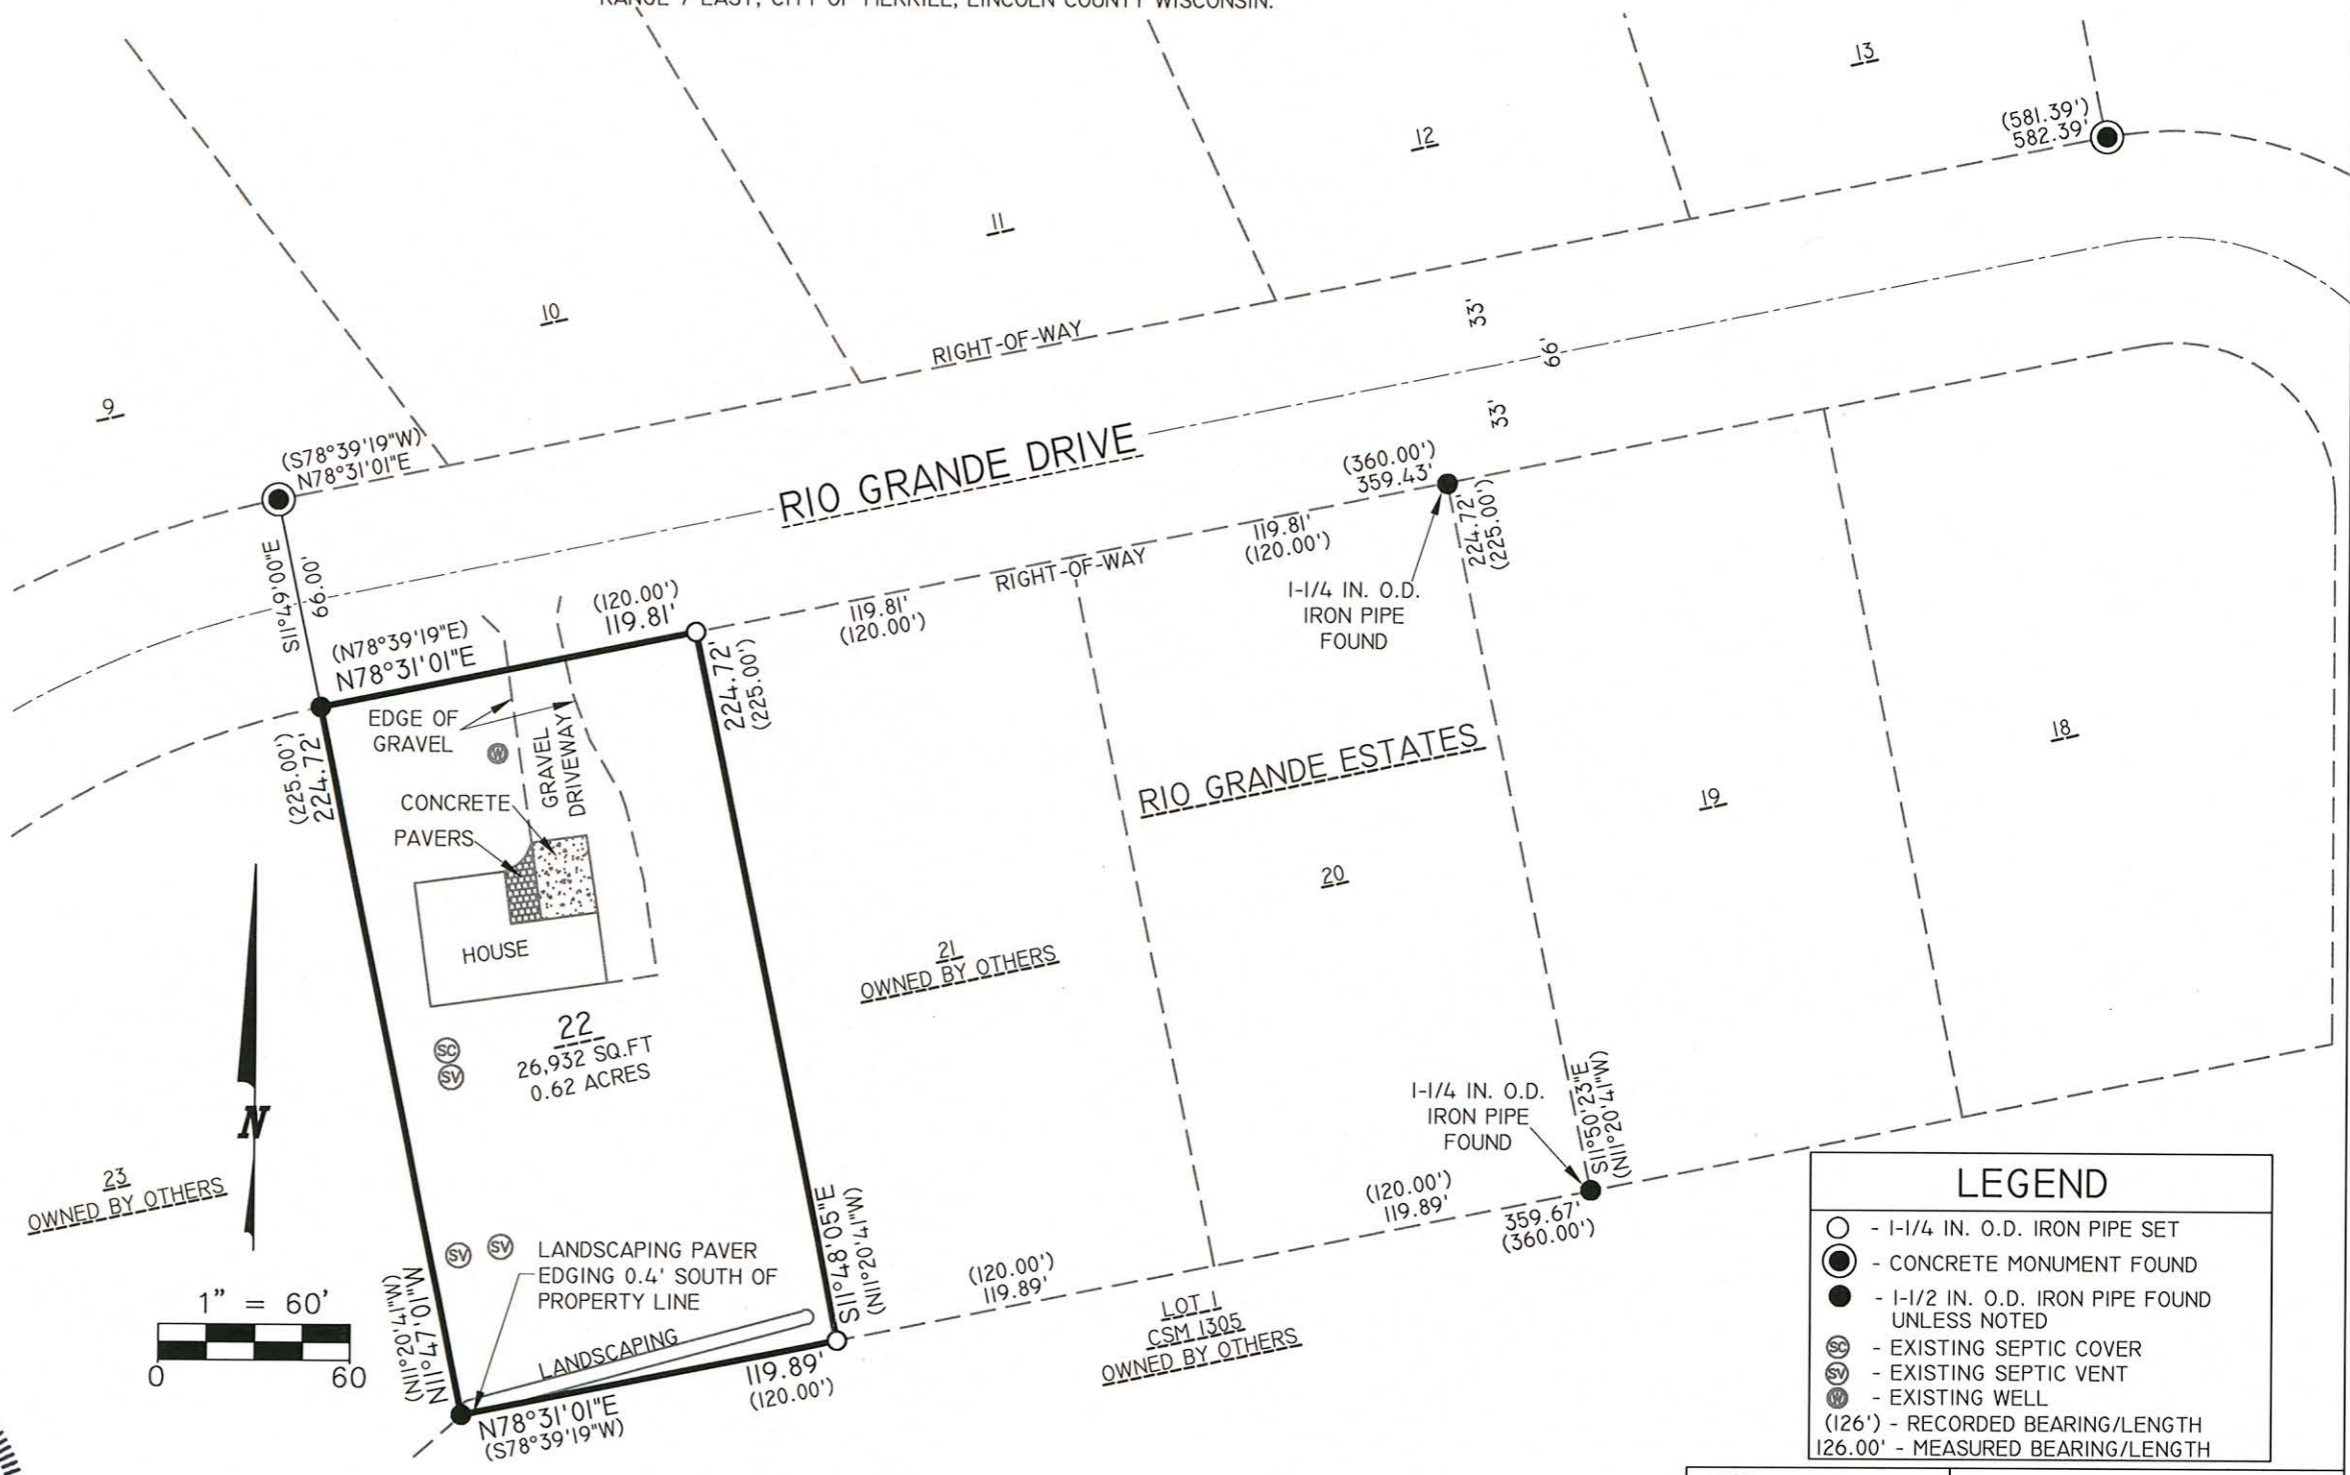 RANGE 7 EAST, CITY OF MERRILL, LINCOLN COUNTY WISCONSIN.
13
12
11
10
9
(581.39')
582.39'
RIGHT-OF-WAY
33'
66'
33'
(S78°39'19"W)
N78°31'01"E
RIO GRANDE DRIVE
S11°49'00"E
66.00'
(360.00')
359.43'
119.81'
(120.00')
RIGHT-OF-WAY
119.81'
(120.00')
(120.00')
119.81'
(N78°39'19"E)
N78°31'01"E
1-1/4 IN. O.D.
IRON PIPE
FOUND
224.72'
(225.00')
224.72'
(225.00')
(225.00')
224.72'
EDGE OF
GRAVEL
W
GRAVEL
DRIVEWAY
CONCRETE
PAVERS
HOUSE
22
26,932 SQ.FT
0.62 ACRES
SC
SV
RIO GRANDE ESTATES
18
19
20
21
OWNED BY OTHERS
N
23
OWNED BY OTHERS
1" = 60'
0
60
SV
SV
LANDSCAPING PAVER
EDGING 0.4' SOUTH OF
PROPERTY LINE
LANDSCAPING
(N11°20'41"W)
N11°47'01"W
S11°48'05"E
(N11°20'41"W)
N78°31'01"E
(S78°39'19"W)
119.89'
(120.00')
(120.00')
119.89'
LOT 1
CSM 1305
OWNED BY OTHERS
(120.00')
119.89'
359.67'
(360.00')
1-1/4 IN. O.D.
IRON PIPE
FOUND
S11°50'23"E
(N11°20'41"W)
LEGEND
- 1-1/4 IN. O.D. IRON PIPE SET
- CONCRETE MONUMENT FOUND
- 1-1/2 IN. O.D. IRON PIPE FOUND
UNLESS NOTED
SC - EXISTING SEPTIC COVER
SV - EXISTING SEPTIC VENT
W - EXISTING WELL
(126') - RECORDED BEARING/LENGTH
126.00' - MEASURED BEARING/LENGTH